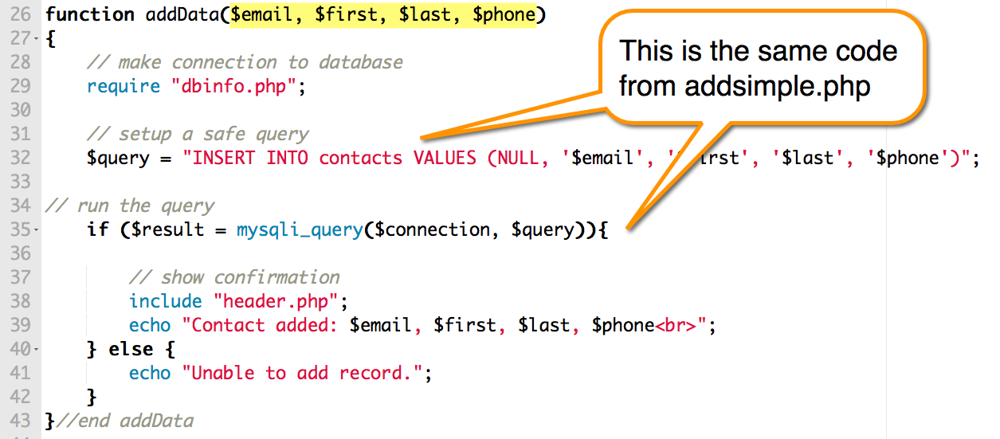 26 function addData($email, $first, $last, $phone)
27 {
28 // make connection to database
29 require "dbinfo.php";
30
31 // setup a safe query
32 $query = "INSERT INTO contacts VALUES (NULL, '$email', '$first', '$last', '$phone')";
33
34 // run the query
35 if ($result = mysqli_query($connection, $query)){
36
37 // show confirmation
38 include "header.php";
39 echo "Contact added: $email, $first, $last, $phone<br>";
40 } else {
41 echo "Unable to add record.";
42 }
43 }//end addData
This is the same code
from addsimple.php